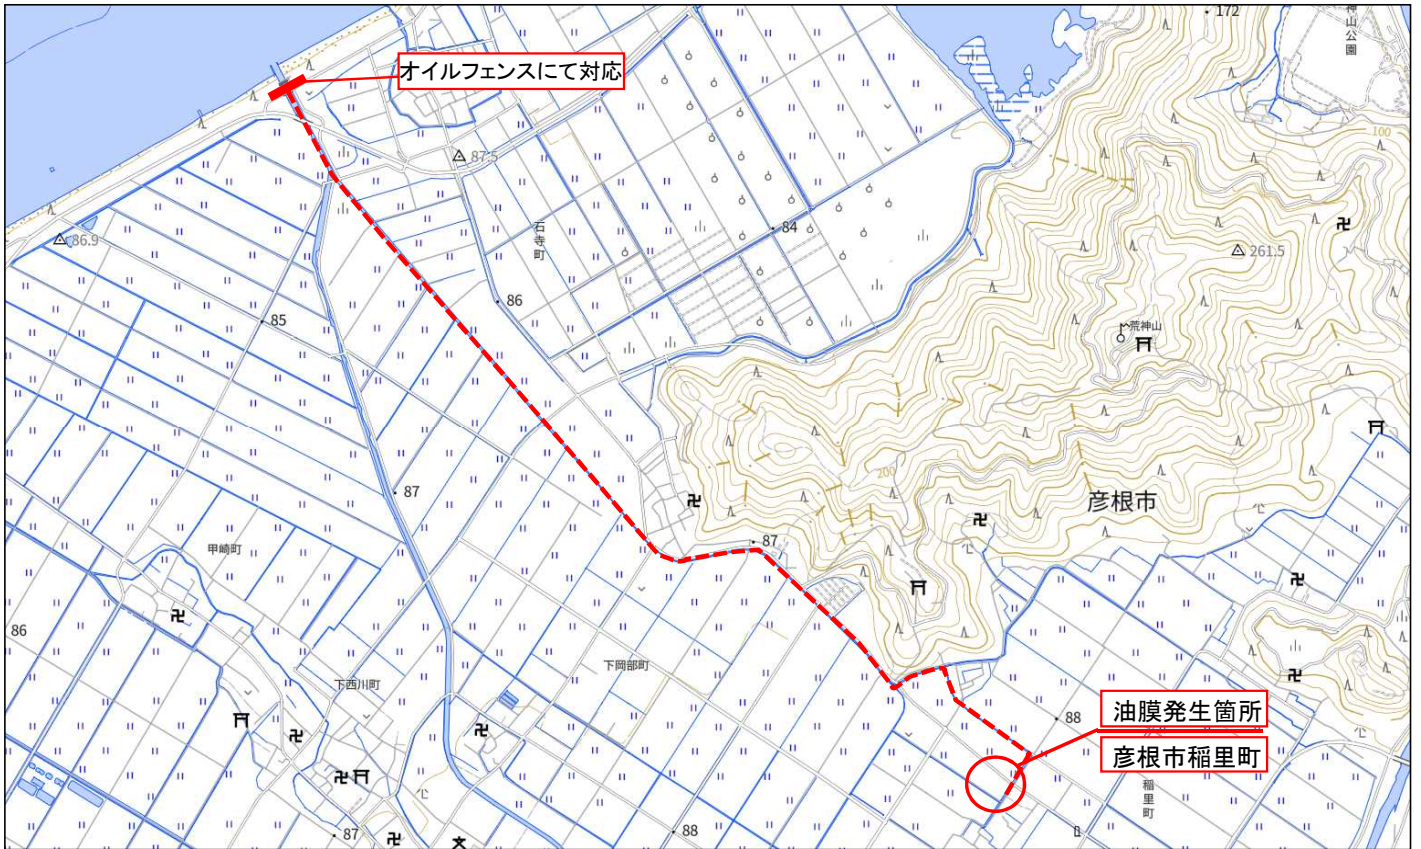 172
神山公園
オイルフェンスにて対応
100
87.5
石寺町
84
86.9
261.5
86
85
荒神山
200
彦根市
87
87
甲崎町
86
下岡部町
下西川町
油膜発生箇所
88
彦根市稲里町
稲里町
88
87